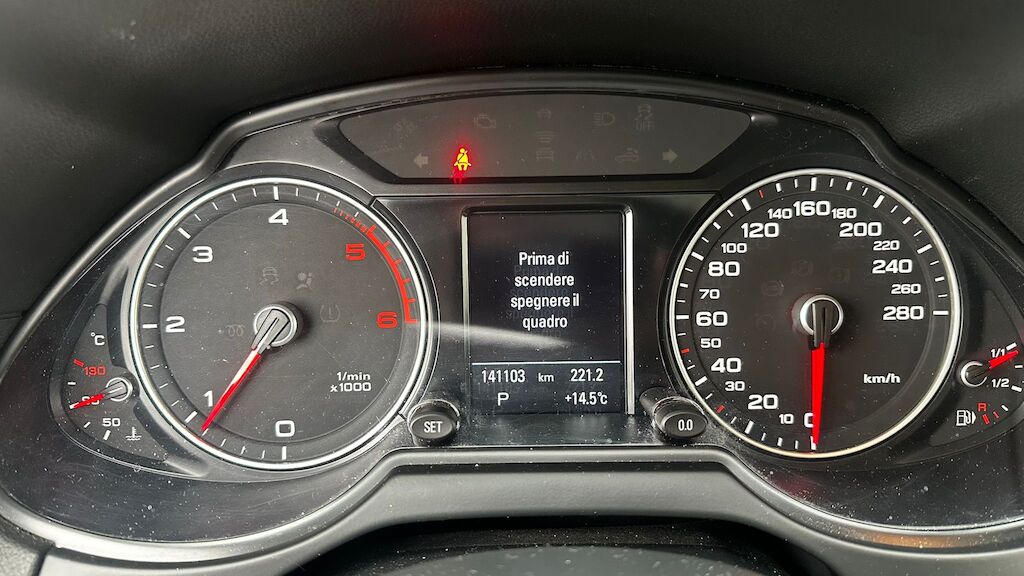 4
3
5
2
6
1
0
1/min
x1000
°C
130
90
50
Prima di
scendere
spegnere il
quadro
141103 km 221.2
P +14.5°C
SET
0.0
OFF
140 160 180
120 200
100 220
80 240
70 260
60 280
50
40
30
20
10
0
km/h
1/1
1/2
R